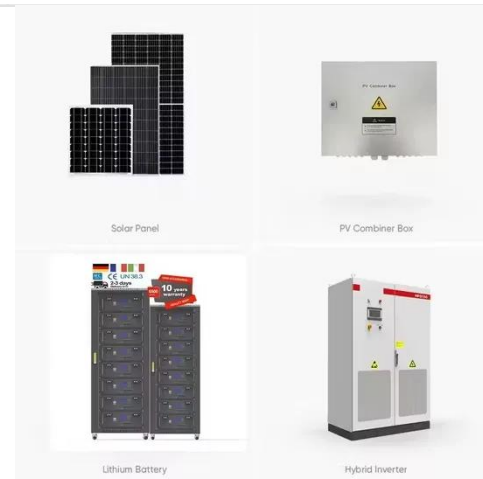 PV Combiner Box
Solar Panel
PV Combiner Box
CE UN38.3
2-3 days
10 years
warranty
Lithium Battery
Hybrid Inverter